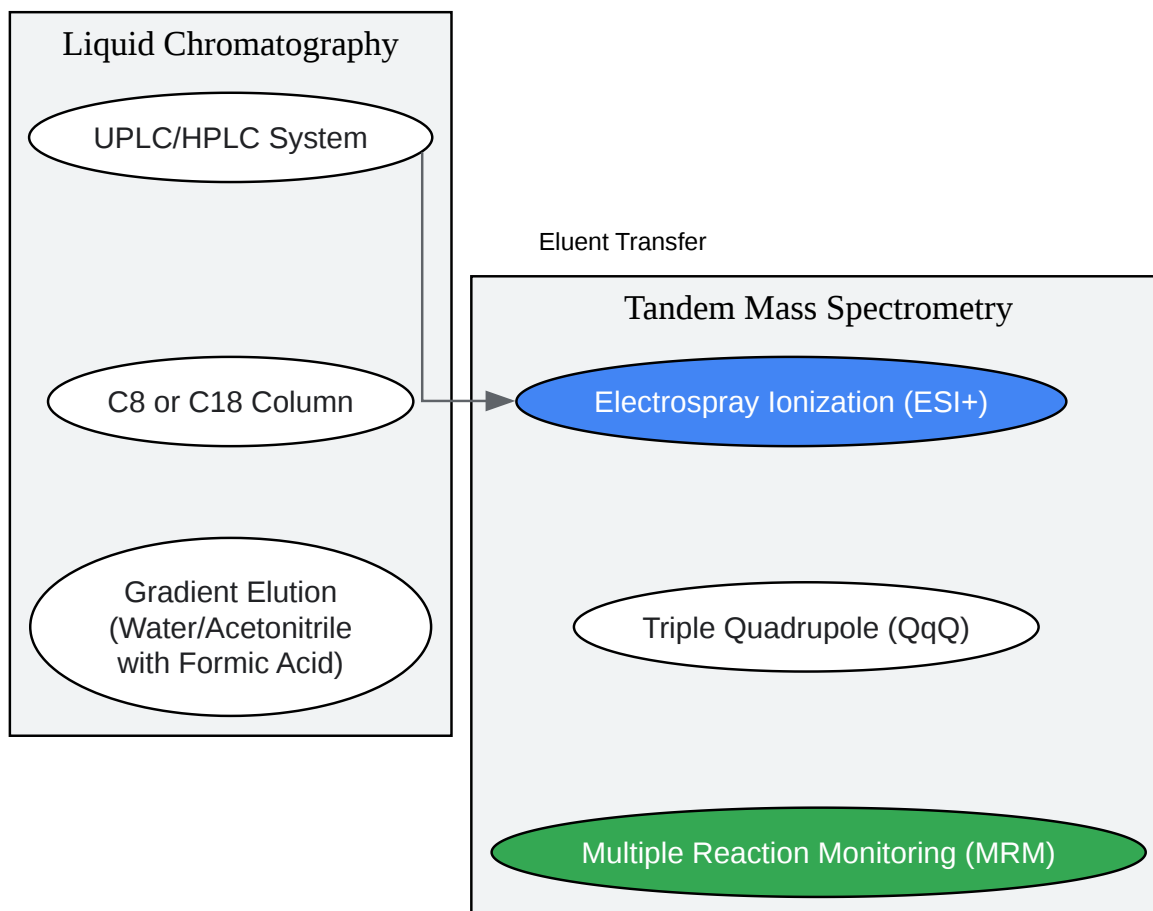 Liquid Chromatography
UPLC/HPLC System
C8 or C18 Column
Gradient Elution
(Water/Acetonitrile
with Formic Acid)
Eluent Transfer
Tandem Mass Spectrometry
Electrospray Ionization (ESI+)
Triple Quadrupole (QqQ)
Multiple Reaction Monitoring (MRM)